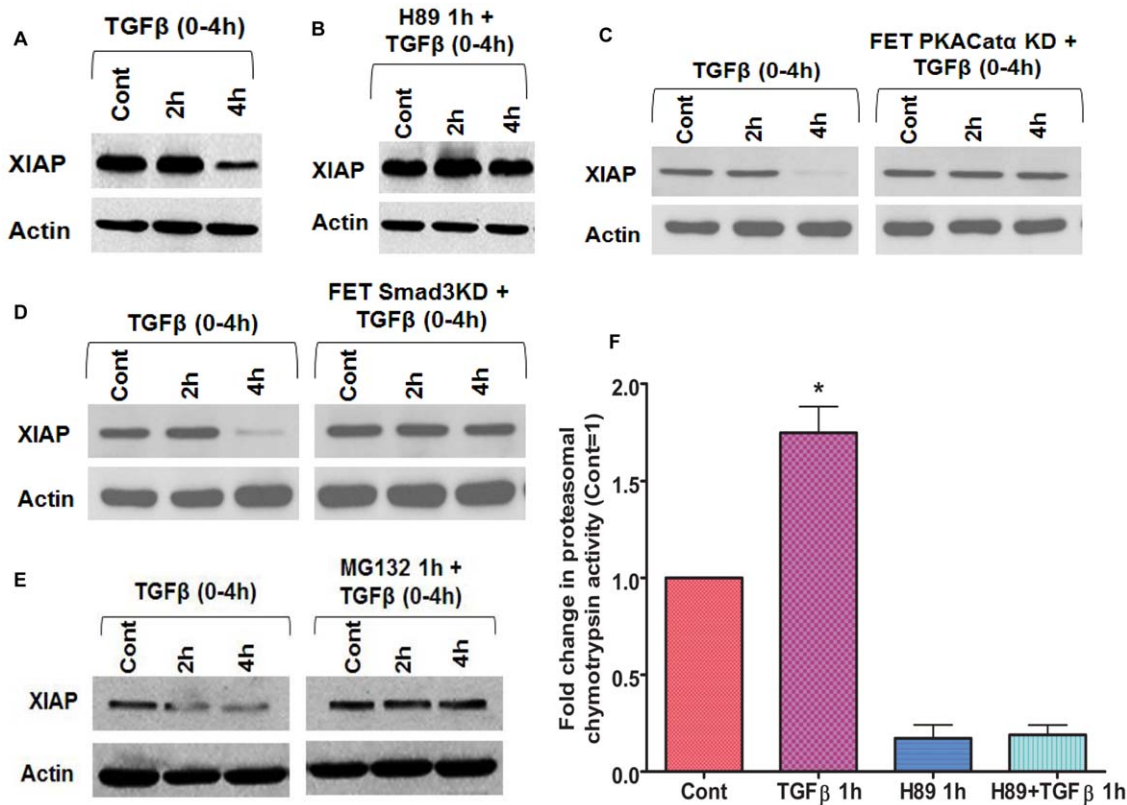 A
TGFβ (0-4h)
Cont
2h
4h
XIAP
Actin
B
H89 1h +
TGFβ (0-4h)
Cont
2h
4h
XIAP
Actin
C
TGFβ (0-4h)
FET PKACatα KD +
TGFβ (0-4h)
Cont
2h
4h
Cont
2h
4h
XIAP
Actin
D
TGFβ (0-4h)
FET Smad3KD +
TGFβ (0-4h)
Cont
2h
4h
Cont
2h
4h
XIAP
Actin
E
TGFβ (0-4h)
MG132 1h +
TGFβ (0-4h)
Cont
2h
4h
Cont
2h
4h
XIAP
Actin
F
Fold change in proteasomal
chymotrypsin activity (Cont=1)
2.0
1.5
1.0
0.5
0.0
*
Cont
TGFβ 1h
H89 1h
H89+TGFβ 1h